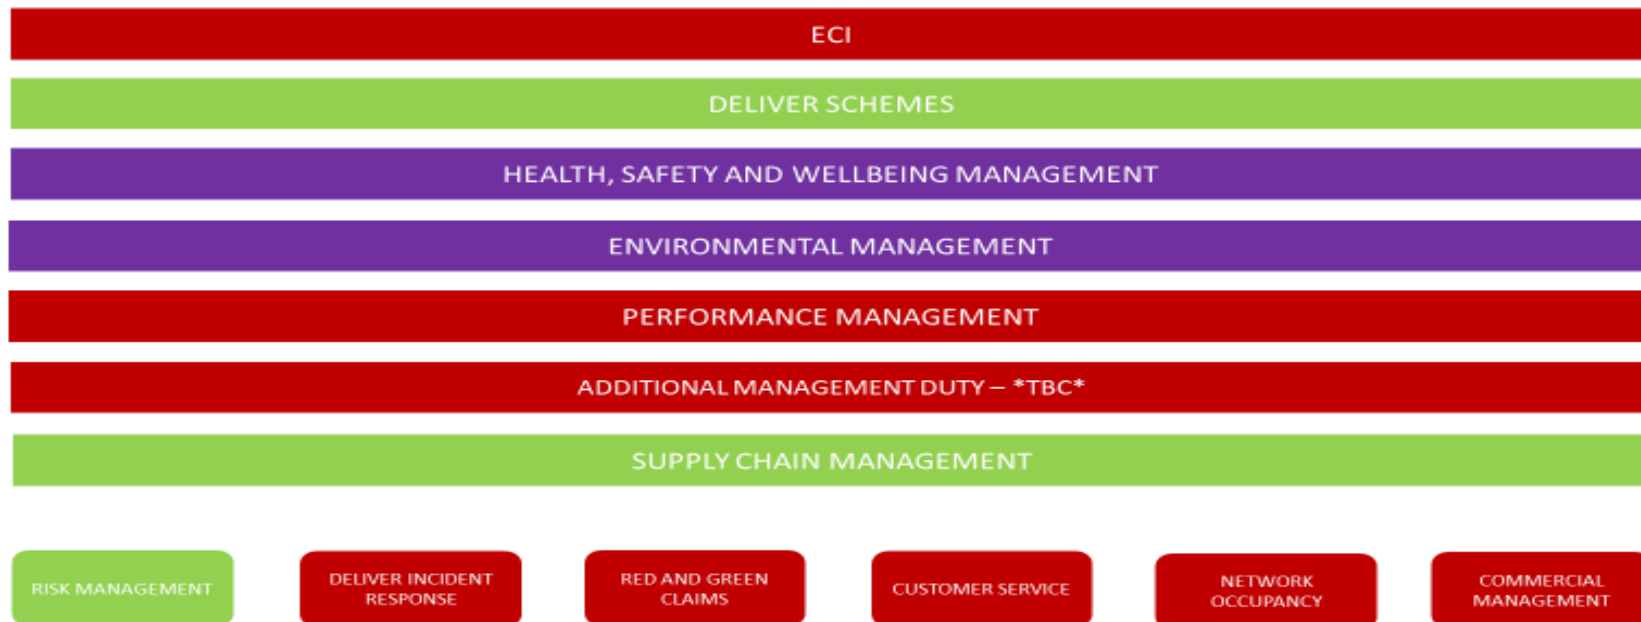 ECI
DELIVER SCHEMES
HEALTH, SAFETY AND WELLBEING MANAGEMENT
ENVIRONMENTAL MANAGEMENT
PERFORMANCE MANAGEMENT
ADDITIONAL MANAGEMENT DUTY – *TBC*
SUPPLY CHAIN MANAGEMENT
RISK MANAGEMENT
DELIVER INCIDENT
RESPONSE
RED AND GREEN
CLAIMS
CUSTOMER SERVICE
NETWORK
OCCUPANCY
COMMERCIAL
MANAGEMENT